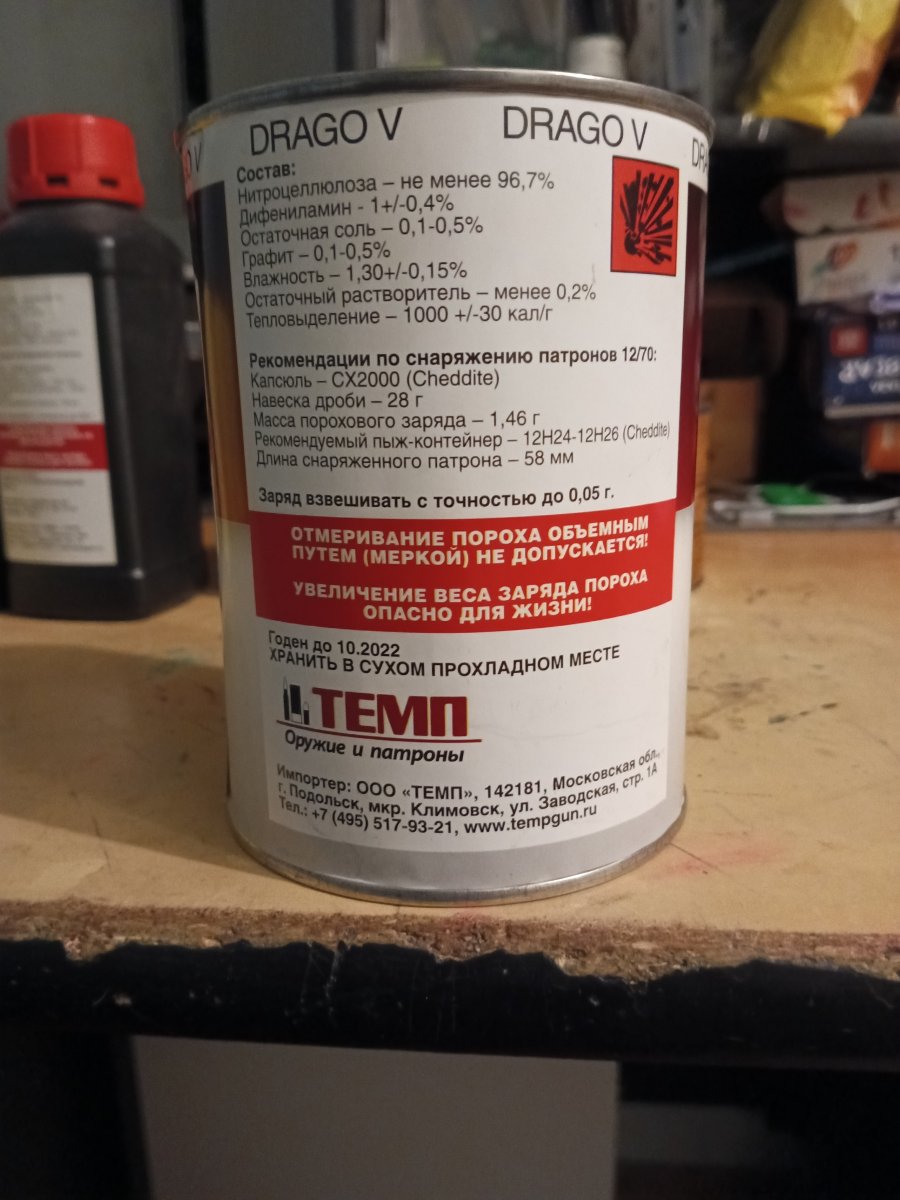 DRAGO V
DRAGO V
Состав:
Нитроцеллюлоза – не менее 96,7%
Дифениламин - 1+/-0,4%
Остаточная соль – 0,1-0,5%
Графит – 0,1-0,5%
Влажность – 1,30+/-0,15%
Остаточный растворитель – менее 0,2%
Тепловыделение – 1000 +/-30 кал/г
Рекомендации по снаряжению патронов 12/70:
Капсюль – CX2000 (Cheddite)
Навеска дроби – 28 г
Масса порохового заряда – 1,46 г
Рекомендуемый пыж-контейнер – 12H24-12H26 (Cheddite)
Длина снаряженного патрона – 58 мм
Заряд взвешивать с точностью до 0,05 г.
ОТМЕРИВАНИЕ ПОРОХА ОБЪЕМНЫМ
ПУТЕМ (МЕРКОЙ) НЕ ДОПУСКАЕТСЯ!
УВЕЛИЧЕНИЕ ВЕСА ЗАРЯДА ПОРОХА
ОПАСНО ДЛЯ ЖИЗНИ!
Годен до 10.2022
ХРАНИТЬ В СУХОМ ПРОХЛАДНОМ МЕСТЕ
ТЕМП
Оружие и патроны
Импортер: ООО «ТЕМП», 142181, Московская обл.,
г. Подольск, мкр. Климовск, ул. Заводская, стр. 1А
Тел.: +7 (495) 517-93-21, www.tempgun.ru